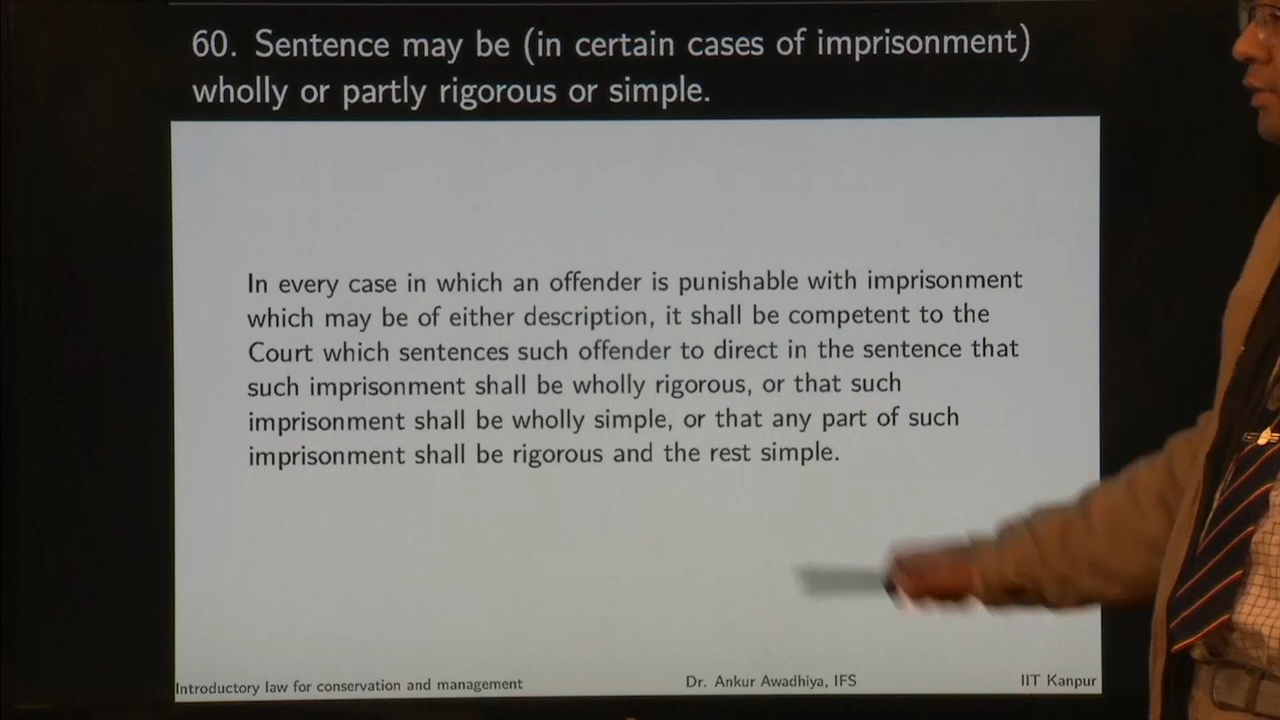 60. Sentence may be (in certain cases of imprisonment)
wholly or partly rigorous or simple.
In every case in which an offender is punishable with imprisonment
which may be of either description, it shall be competent to the
Court which sentences such offender to direct in the sentence that
such imprisonment shall be wholly rigorous, or that such
imprisonment shall be wholly simple, or that any part of such
imprisonment shall be rigorous and the rest simple.
Introductory law for conservation and management Dr. Ankur Awadhiya, IFS IIT Kanpur